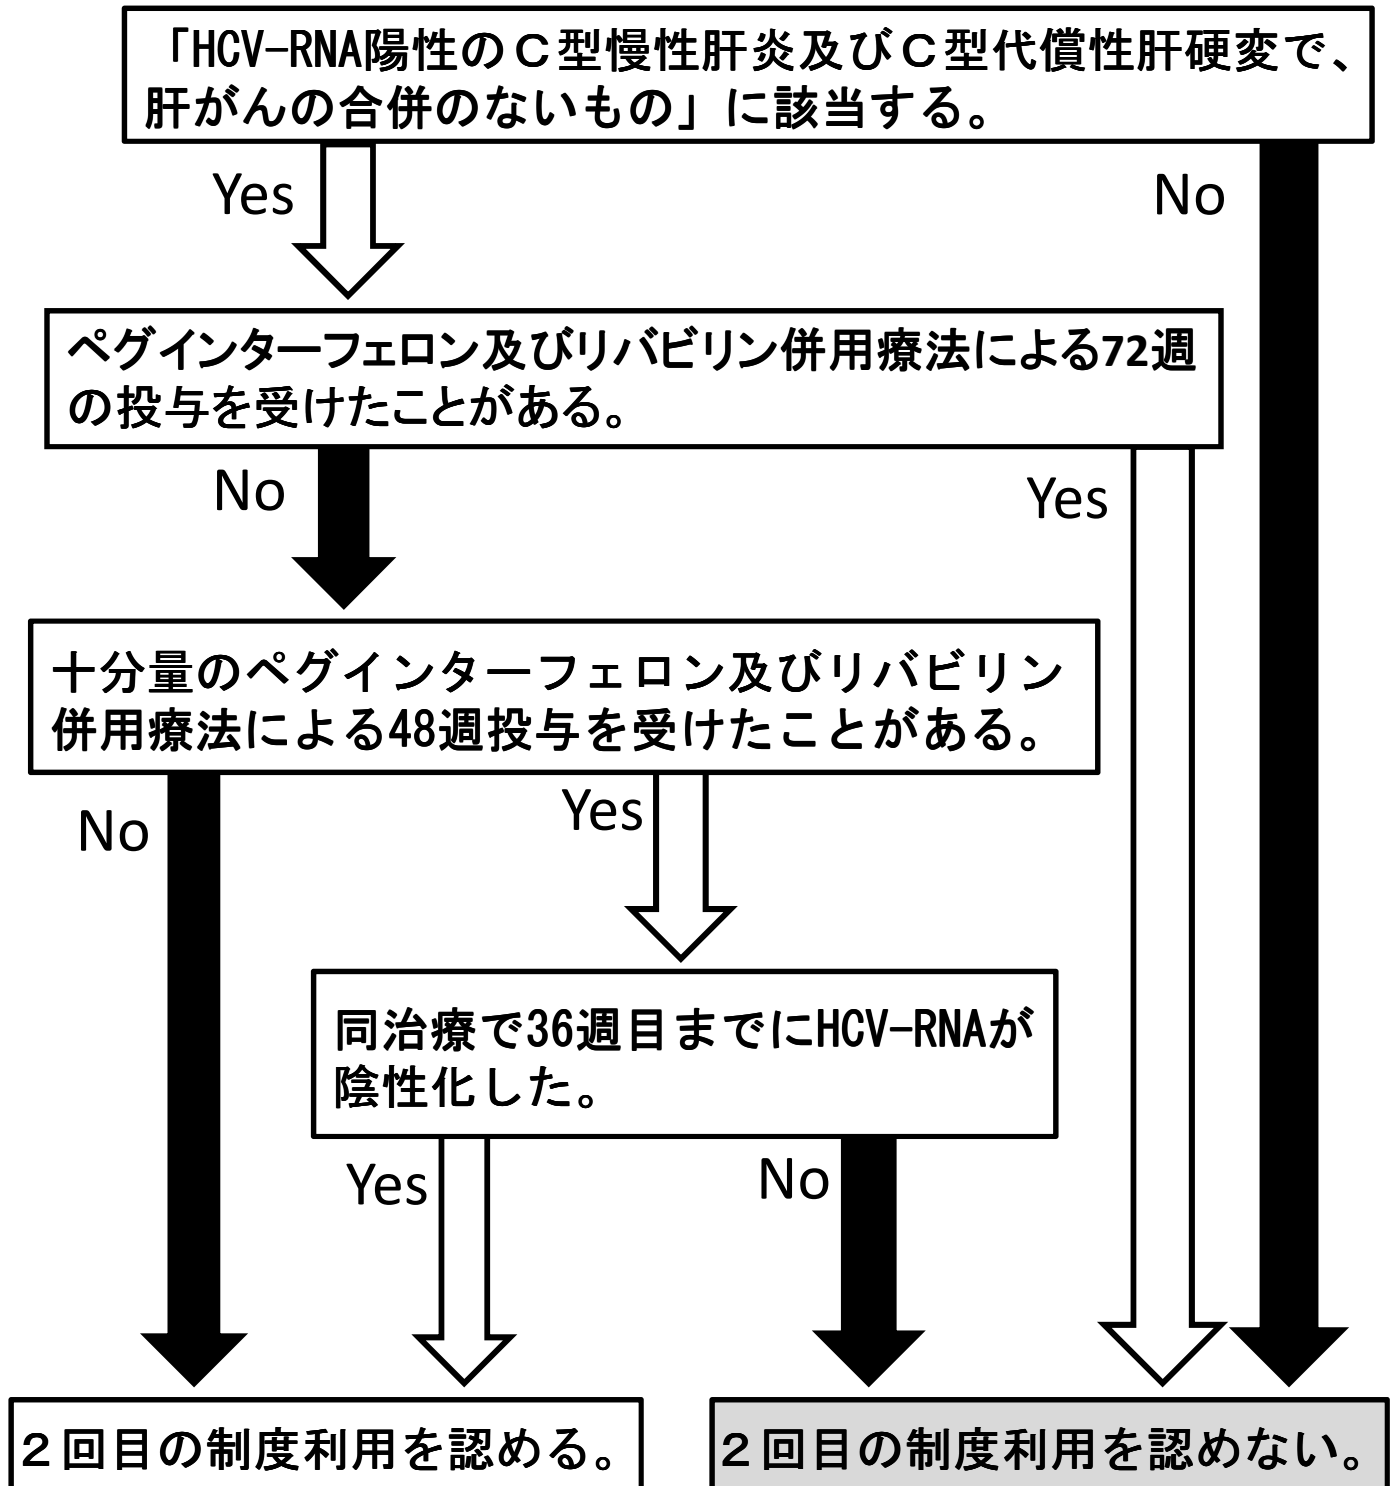 「HCV-RNA陽性のC型慢性肝炎及びC型代償性肝硬変で、
肝がんの合併のないもの」に該当する。
Yes
No
ペグインターフェロン及びリバビリン併用療法による72週
の投与を受けたことがある。
No
Yes
十分量のペグインターフェロン及びリバビリン
併用療法による48週投与を受けたことがある。
No
Yes
同治療で36週目までにHCV-RNAが
陰性化した。
Yes
No
2回目の制度利用を認める。
2回目の制度利用を認めない。